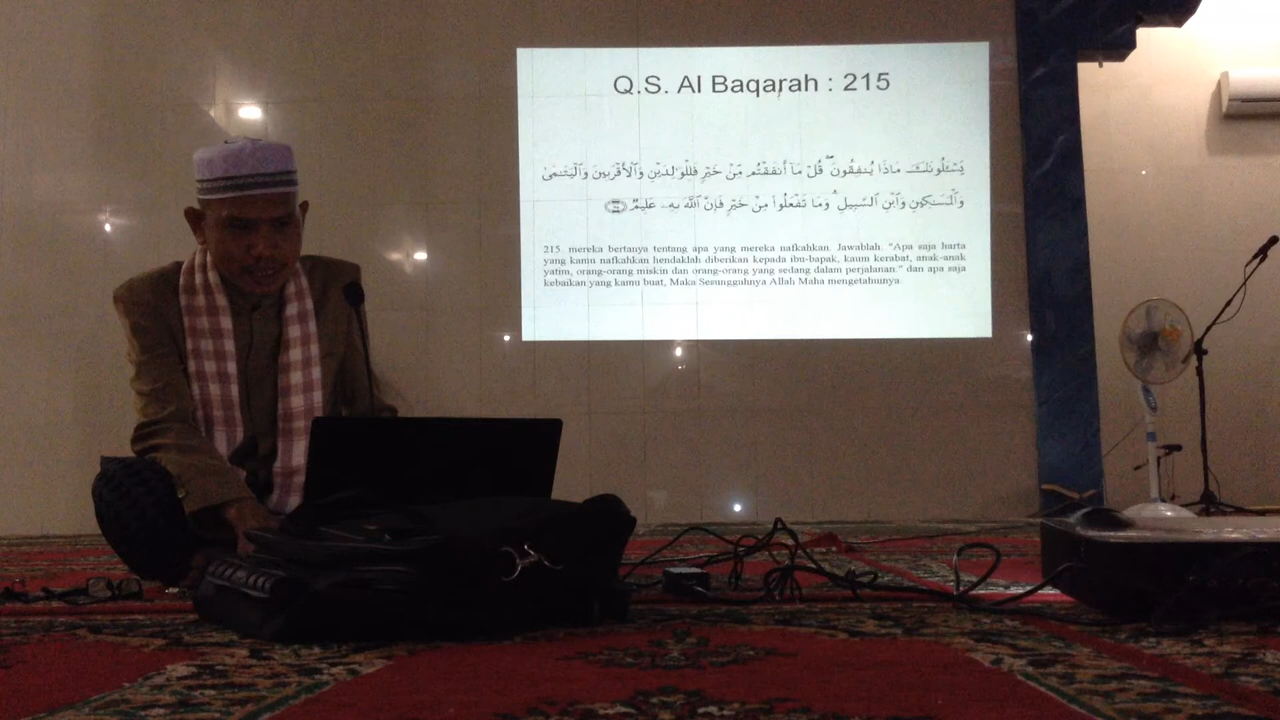 Q.S. Al Baqarah : 215
يَسْـَٔلُونَكَ مَاذَا يُنفِقُونَ ۖ قُلْ مَآ أَنفَقْتُم مِّنْ خَيْرٍ فَلِلْوَٰلِدَيْنِ وَٱلْأَقْرَبِينَ وَٱلْيَتَـٰمَىٰ
وَٱلْمَسَـٰكِينِ وَٱبْنِ ٱلسَّبِيلِ ۗ وَمَا تَفْعَلُوا۟ مِنْ خَيْرٍ فَإِنَّ ٱللَّهَ بِهِۦ عَلِيمٌ ﴿٢١٥﴾
215. mereka bertanya tentang apa yang mereka nafkahkan. Jawablah: "Apa saja harta
yang kamu nafkahkan hendaklah diberikan kepada ibu-bapak, kaum kerabat, anak-anak
yatim, orang-orang miskin dan orang-orang yang sedang dalam perjalanan." dan apa saja
kebaikan yang kamu buat, Maka Sesungguhnya Allah Maha mengetahuinya.